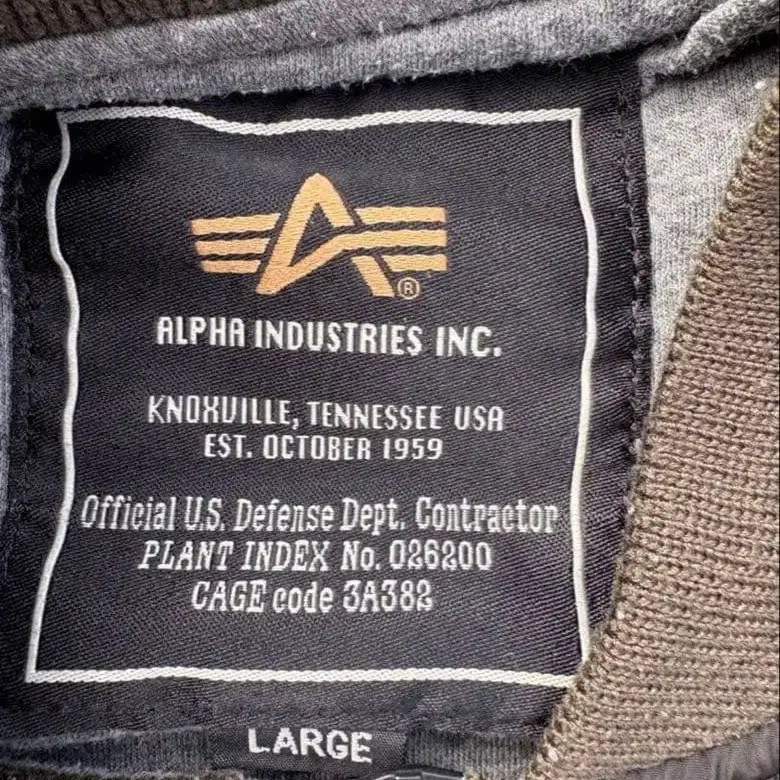 ®
ALPHA INDUSTRIES INC.
KNOXVILLE, TENNESSEE USA
EST. OCTOBER 1959
Official U.S. Defense Dept. Contractor
PLANT INDEX No. 026200
CAGE code 3A382
LARGE